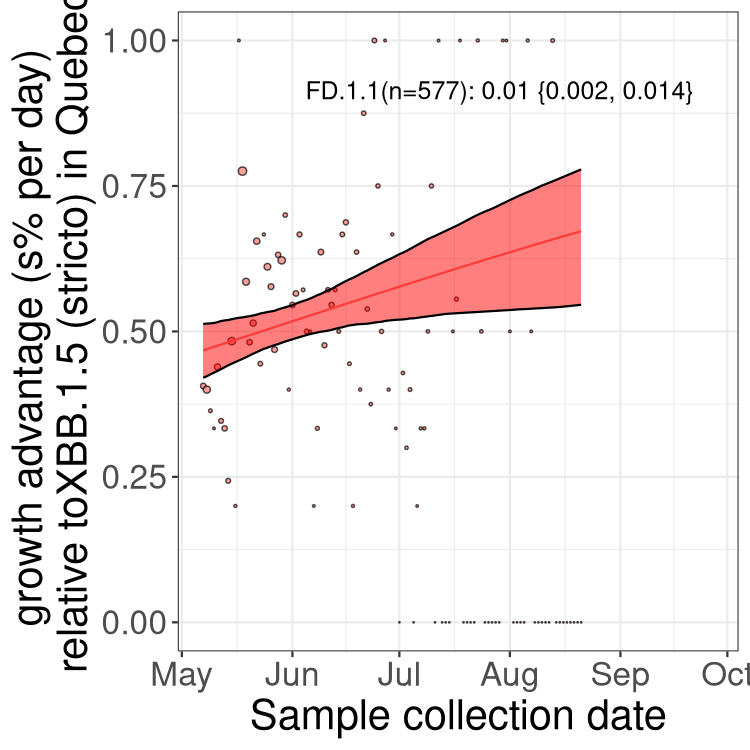 growth advantage (s% per day)
relative toXBB.1.5 (stricto) in Quebec
1.00
0.75
0.50
0.25
0.00
FD.1.1(n=577): 0.01 {0.002, 0.014}
May Jun Jul Aug Sep Oct
Sample collection date